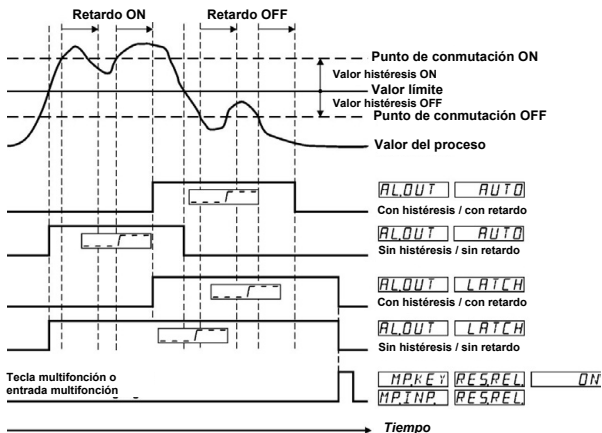 Retardo ON Retardo OFF
Punto de conmutación ON
Valor histéresis ON
Valor límite
Valor histéresis OFF
Punto de conmutación OFF
Valor del proceso
AL.OUT AUTO
Con histéresis / con retardo
AL.OUT AUTO
Sin histéresis / sin retardo
AL.OUT LATCH
Con histéresis / con retardo
AL.OUT LATCH
Sin histéresis / sin retardo
Tecla multifonción o
entrada multifonción
MP.KEY RES.REL. ON
MP.INP. RES.REL.
Tiempo